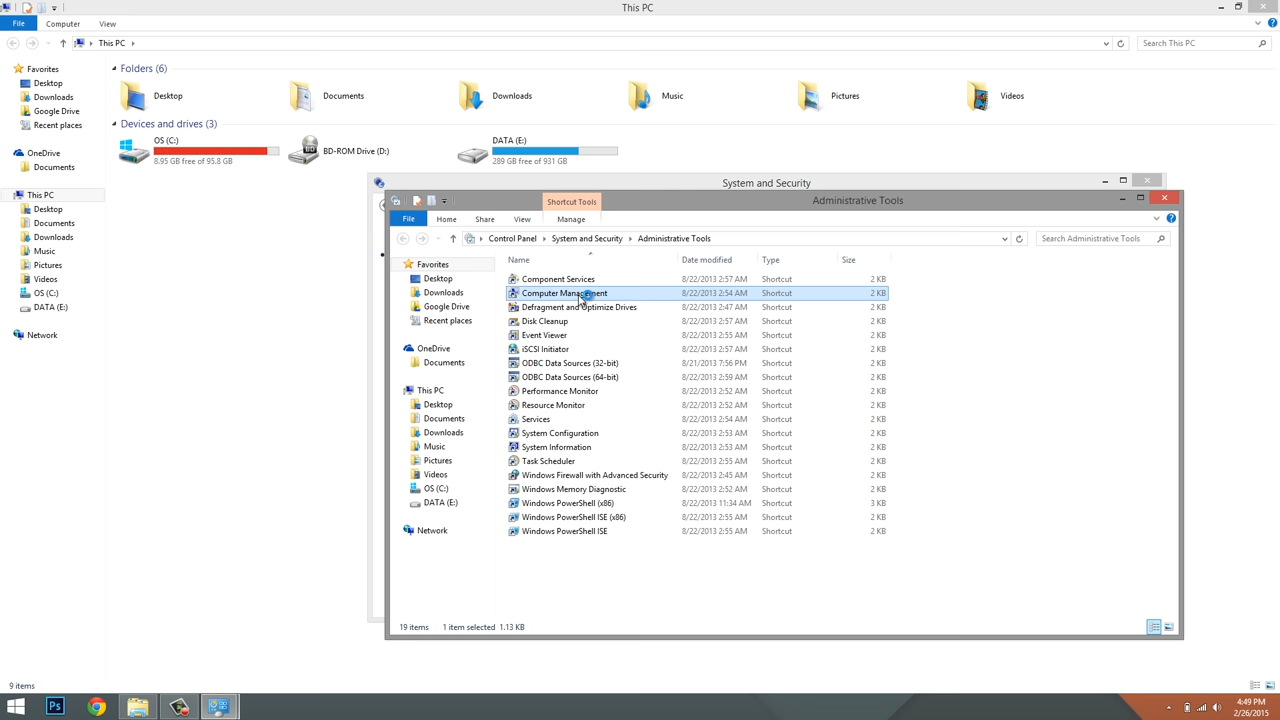 This PC
File Computer View
This PC
Search This PC
Favorites
Desktop
Downloads
Google Drive
Recent places
OneDrive
Documents
This PC
Desktop
Documents
Downloads
Music
Pictures
Videos
OS (C:)
DATA (E:)
Network
Folders (6)
Desktop Documents Downloads Music Pictures Videos
Devices and drives (3)
OS (C:)
8.95 GB free of 95.8 GB
BD-ROM Drive (D:)
DATA (E:)
289 GB free of 931 GB
System and Security
Shortcut Tools
Administrative Tools
File Home Share View Manage
Control Panel System and Security Administrative Tools
Search Administrative Tools
Favorites
Desktop
Downloads
Google Drive
Recent places
OneDrive
Documents
This PC
Desktop
Documents
Downloads
Music
Pictures
Videos
OS (C:)
DATA (E:)
Network
Name Date modified Type Size
Component Services 8/22/2013 2:57 AM Shortcut 2 KB
Computer Management 8/22/2013 2:54 AM Shortcut 2 KB
Defragment and Optimize Drives 8/22/2013 2:47 AM Shortcut 2 KB
Disk Cleanup 8/22/2013 2:57 AM Shortcut 2 KB
Event Viewer 8/22/2013 2:55 AM Shortcut 2 KB
iSCSI Initiator 8/22/2013 2:57 AM Shortcut 2 KB
ODBC Data Sources (32-bit) 8/21/2013 7:56 PM Shortcut 2 KB
ODBC Data Sources (64-bit) 8/22/2013 2:59 AM Shortcut 2 KB
Performance Monitor 8/22/2013 2:52 AM Shortcut 2 KB
Resource Monitor 8/22/2013 2:52 AM Shortcut 2 KB
Services 8/22/2013 2:54 AM Shortcut 2 KB
System Configuration 8/22/2013 2:53 AM Shortcut 2 KB
System Information 8/22/2013 2:53 AM Shortcut 2 KB
Task Scheduler 8/22/2013 2:55 AM Shortcut 2 KB
Windows Firewall with Advanced Security 8/22/2013 2:45 AM Shortcut 2 KB
Windows Memory Diagnostic 8/22/2013 2:52 AM Shortcut 2 KB
Windows PowerShell (x86) 8/22/2013 11:34 AM Shortcut 3 KB
Windows PowerShell ISE (x86) 8/22/2013 2:55 AM Shortcut 2 KB
Windows PowerShell ISE 8/22/2013 2:55 AM Shortcut 2 KB
19 items 1 item selected 1.13 KB
9 items
Ps
4:49 PM
2/26/2015